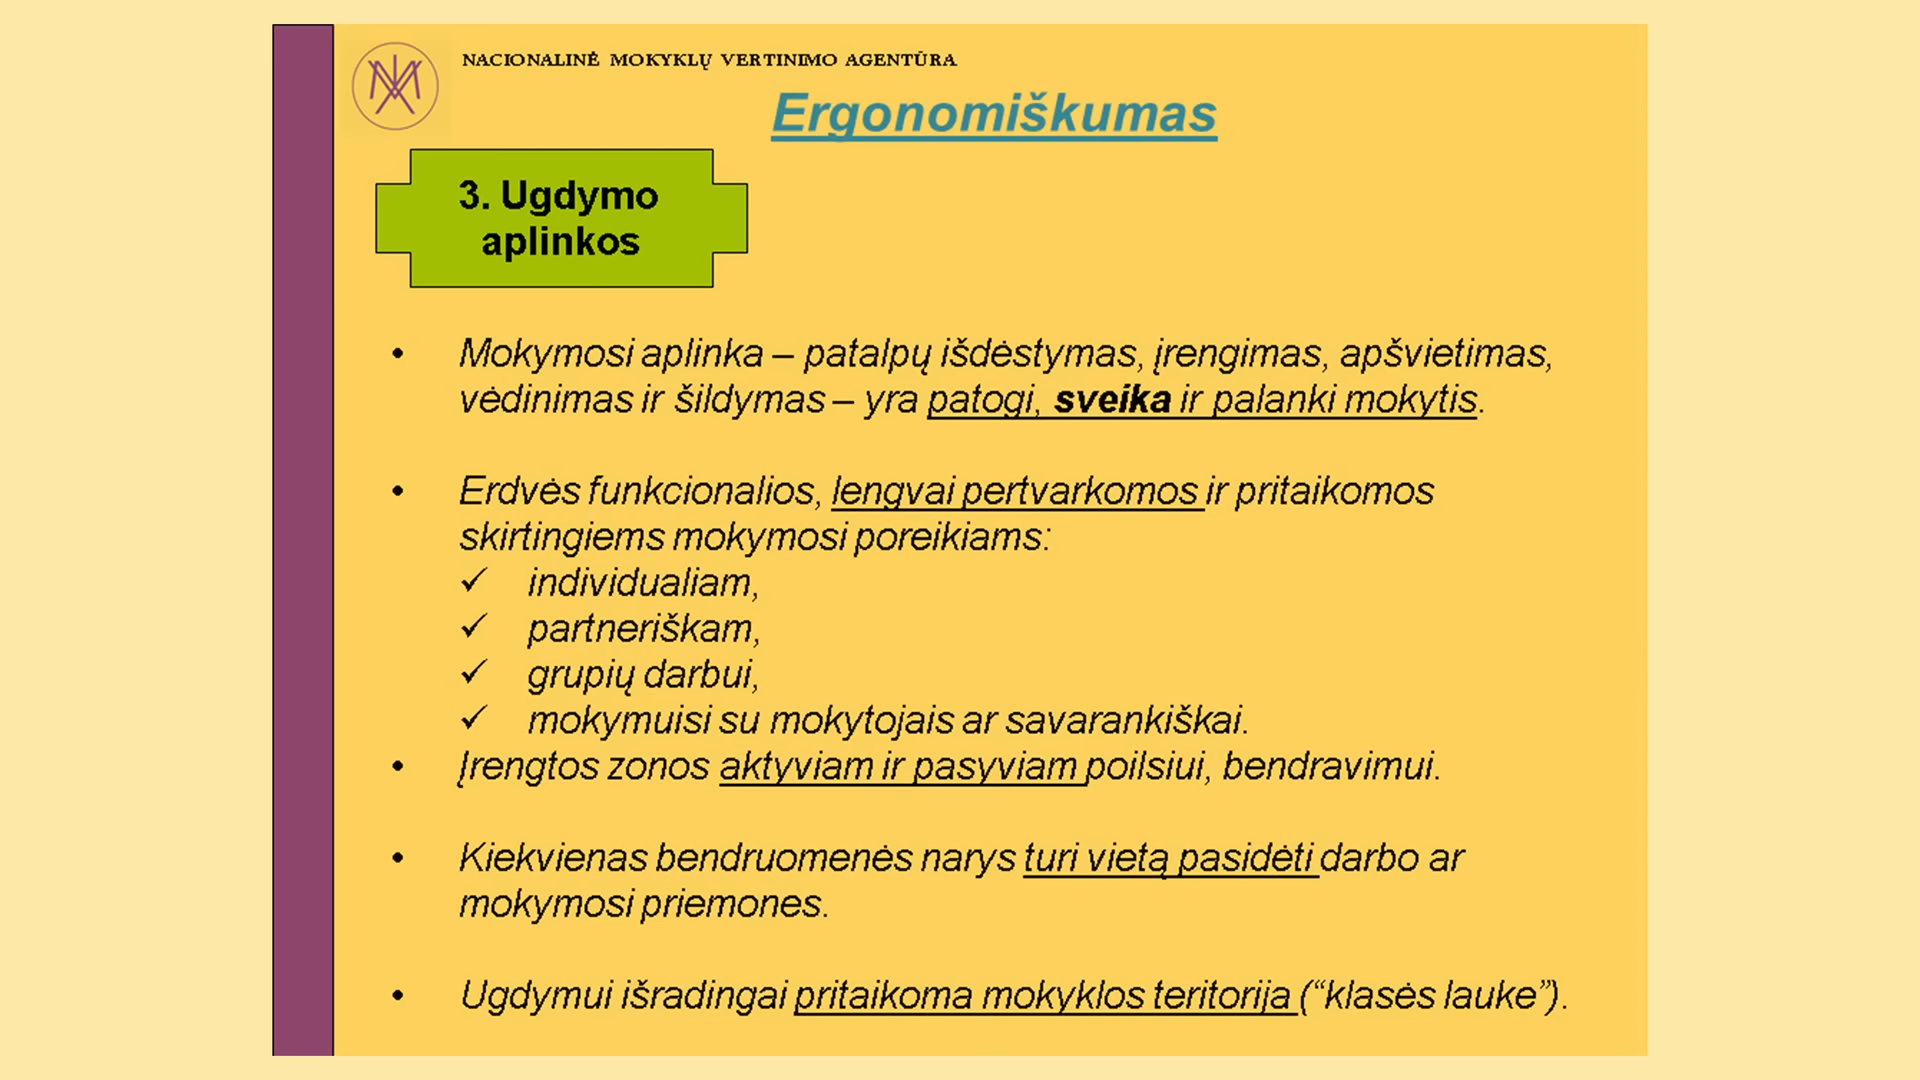 NACIONALINĖ MOKYKLŲ VERTINIMO AGENTŪRA
Ergonomiškumas
3. Ugdymo
aplinkos
• Mokymosi aplinka – patalpų išdėstymas, įrengimas, apšvietimas,
vėdinimas ir šildymas – yra patogi, sveika ir palanki mokytis.
• Erdvės funkcionalios, lengvai pertvarkomos ir pritaikomos
skirtingiems mokymosi poreikiams:
✓ individualiam,
✓ partneriškam,
✓ grupių darbui,
✓ mokymuisi su mokytojais ar savarankiškai.
• Įrengtos zonos aktyviam ir pasyviam poilsiui, bendravimui.
• Kiekvienas bendruomenės narys turi vietą pasidėti darbo ar
mokymosi priemones.
• Ugdymui išradingai pritaikoma mokyklos teritorija (“klasės lauke”).